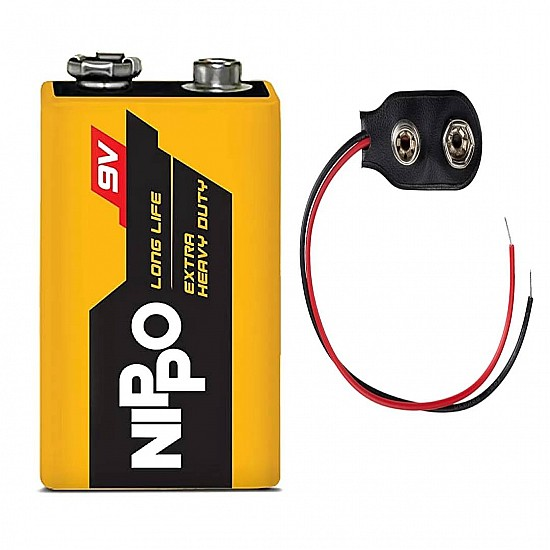 9V
LONG LIFE
EXTRA
HEAVY DUTY
NIPPO